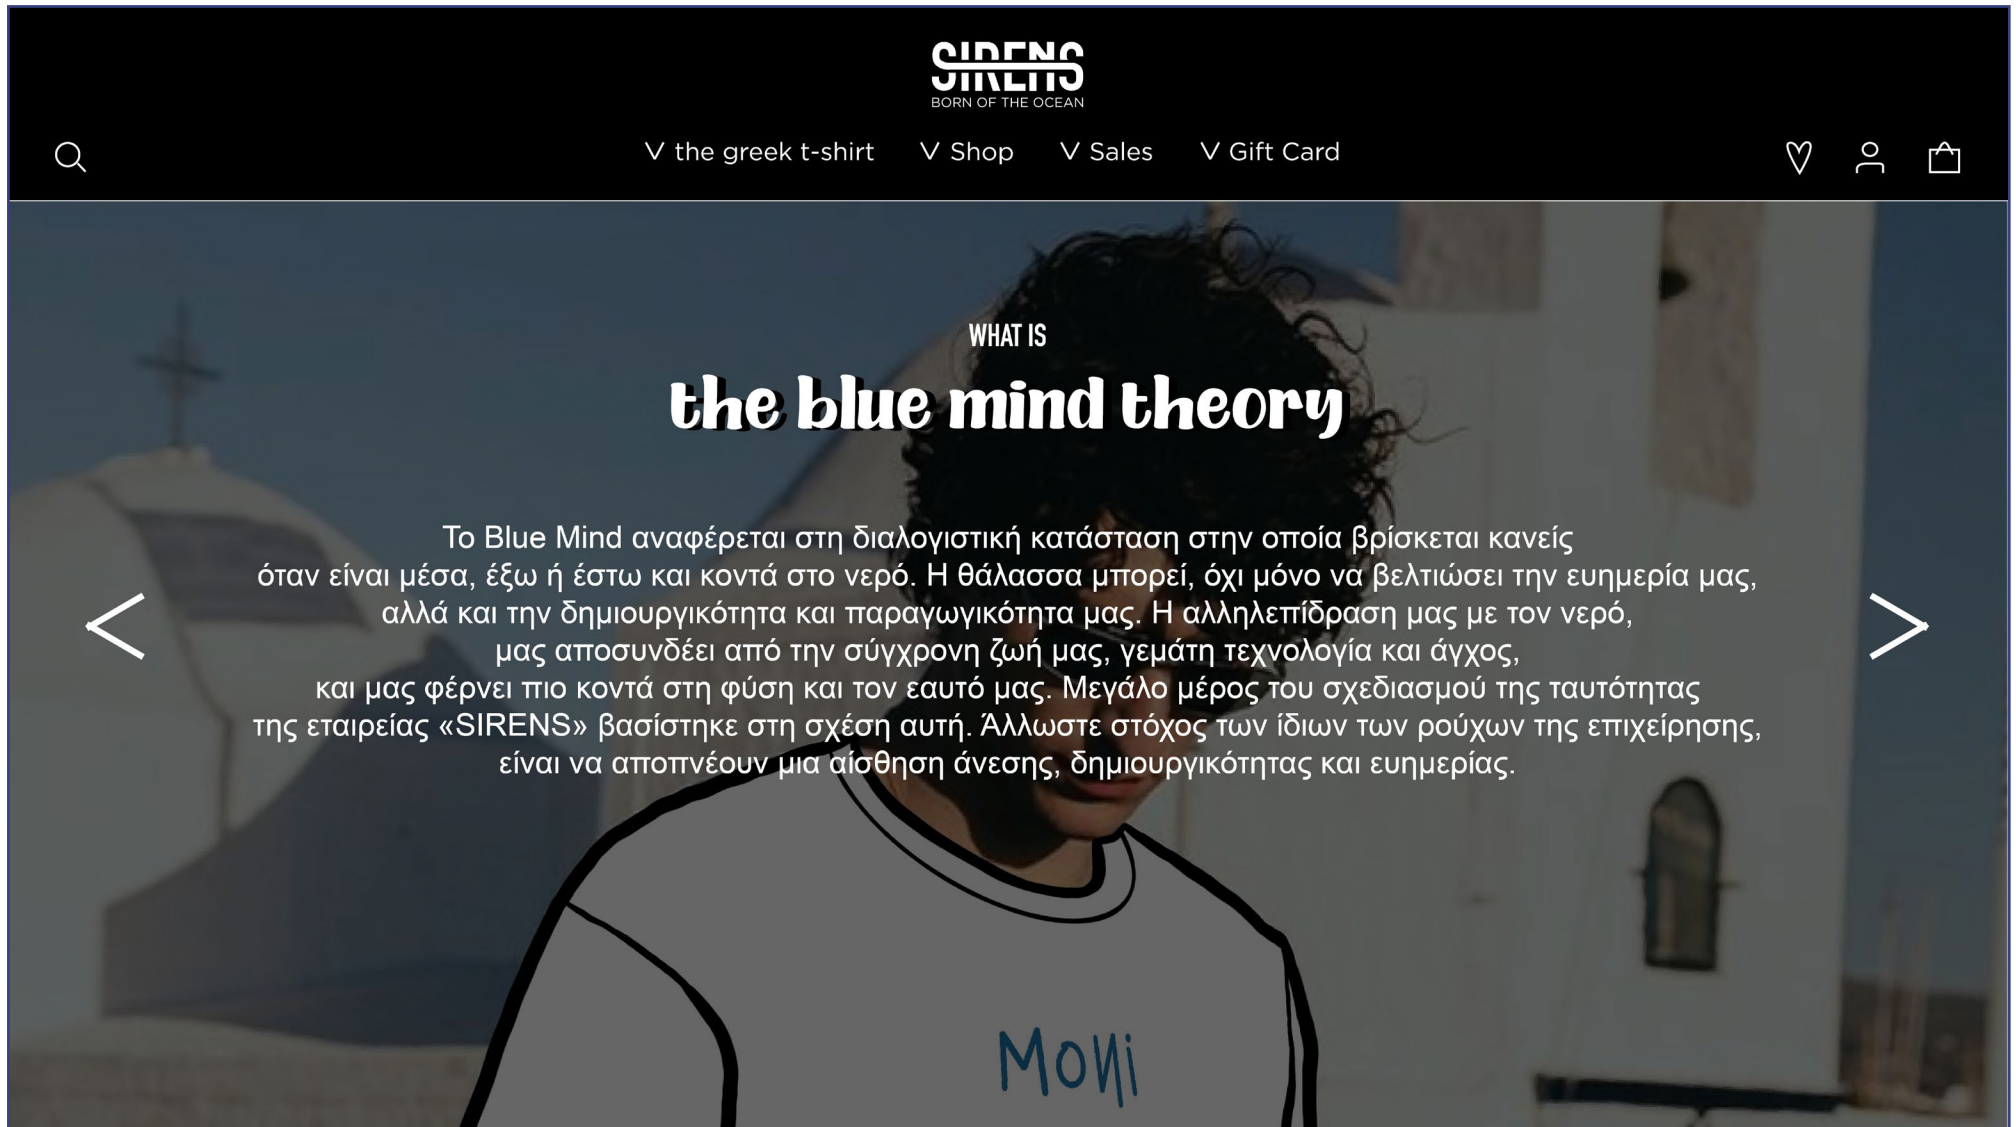 SIRENS
BORN OF THE OCEAN
the greek t-shirt Shop Sales Gift Card
WHAT IS
the blue mind theory
Το Blue Mind αναφέρεται στη διαλογιστική κατάσταση στην οποία βρίσκεται κανείς
όταν είναι μέσα, έξω ή έστω και κοντά στο νερό. Η θάλασσα μπορεί, όχι μόνο να βελτιώσει την ευημερία μας,
αλλά και την δημιουργικότητα και παραγωγικότητα μας. Η αλληλεπίδραση μας με τον νερό,
μας αποσυνδέει από την σύγχρονη ζωή μας, γεμάτη τεχνολογία και άγχος,
και μας φέρνει πιο κοντά στη φύση και τον εαυτό μας. Μεγάλο μέρος του σχεδιασμού της ταυτότητας
της εταιρείας «SIRENS» βασίστηκε στη σχέση αυτή. Άλλωστε στόχος των ίδιων των ρούχων της επιχείρησης,
είναι να αποπνέουν μια αίσθηση άνεσης, δημιουργικότητας και ευημερίας.